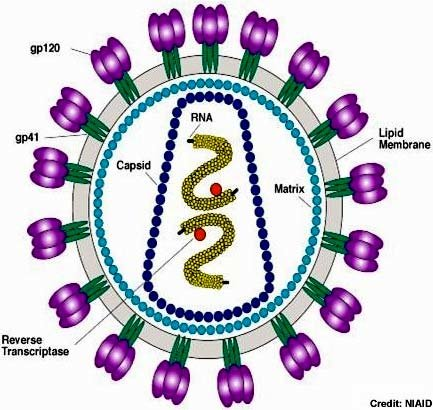 gp120
gp41
RNA
Capsid
Matrix
Lipid
Membrane
Reverse
Transcriptase
Credit: NIAID